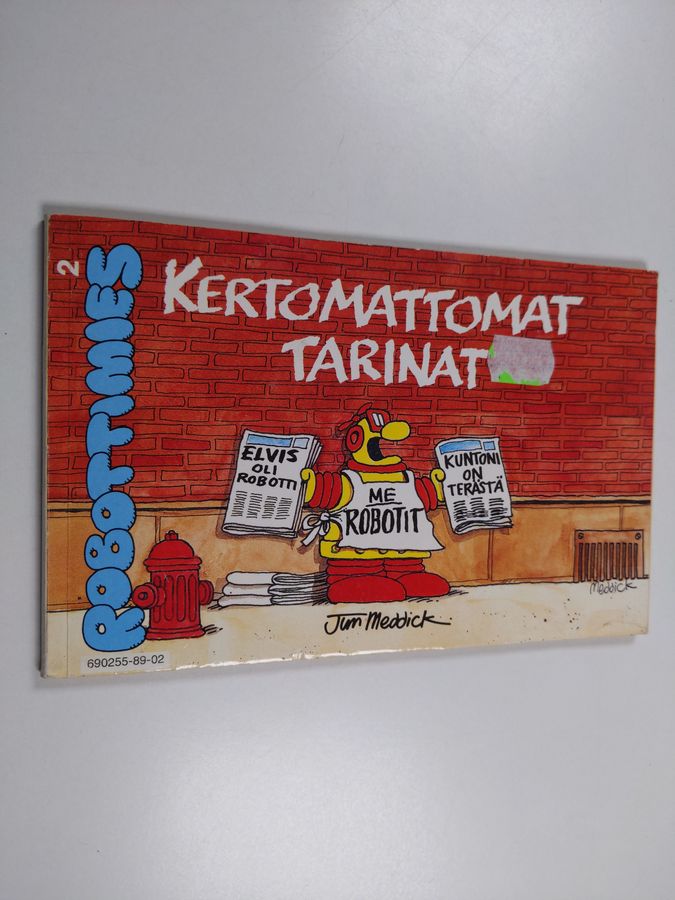 2
ROBOTTIMIES
KERTOMATTOMAT
TARINAT
ELVIS
OLI
ROBOTTI
ME
ROBOTIT
KUNTONI
ON
TERÄSTÄ
Meddick
Jim Meddick
690255-89-02